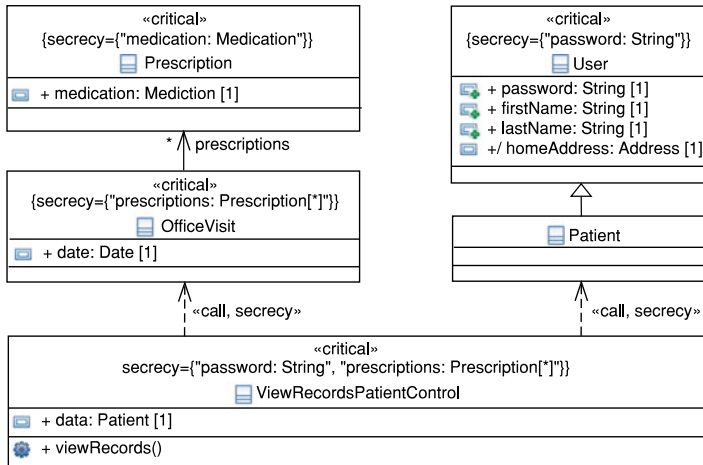 «critical»
{secrecy={"medication: Medication"}}
Prescription
+ medication: Mediction [1]
* prescriptions
«critical»
{secrecy={"prescriptions: Prescription[*]"}}
OfficeVisit
+ date: Date [1]
«call, secrecy»
«critical»
{secrecy={"password: String"}}
User
+ password: String [1]
+ firstName: String [1]
+ lastName: String [1]
+/ homeAddress: Address [1]
Patient
«call, secrecy»
«critical»
secrecy={"password: String", "prescriptions: Prescription[*]"}}
ViewRecordsPatientControl
+ data: Patient [1]
+ viewRecords()